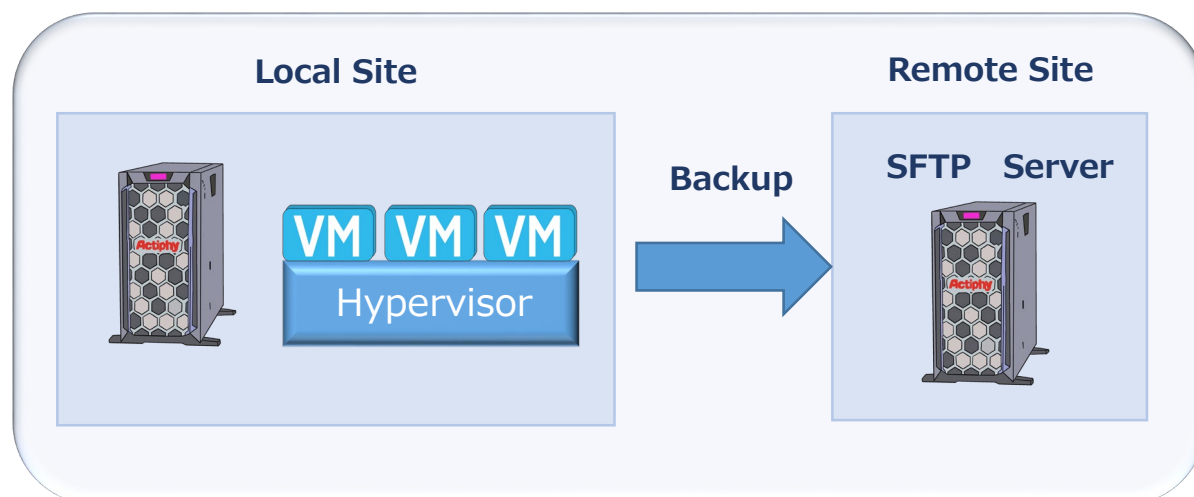 Local Site
Remote Site
Actiphy
VM VM VM
Hypervisor
Backup
SFTP Server
Actiphy